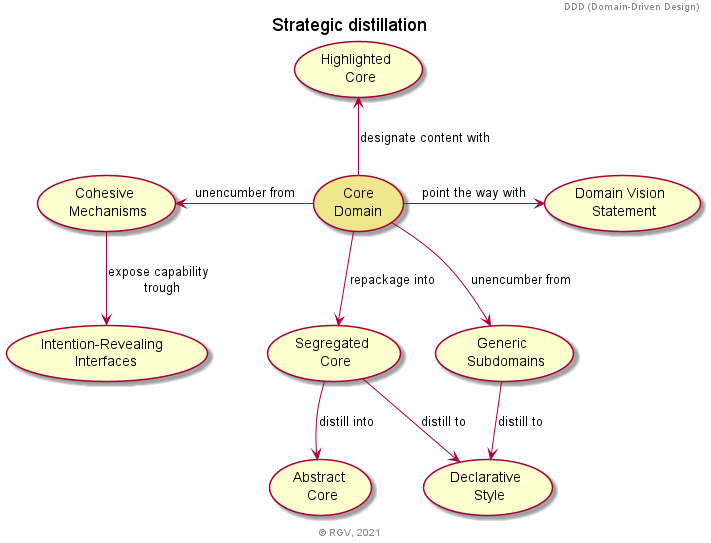 DDD (Domain-Driven Design)
Strategic distillation
Highlighted
Core
designate content with
Cohesive
Mechanisms
unencumber from
Core
Domain
point the way with
Domain Vision
Statement
expose capability
trough
repackage into
unencumber from
Intention-Revealing
Interfaces
Segregated
Core
Generic
Subdomains
distill into
distill to
distill to
Abstract
Core
Declarative
Style
© RGV, 2021